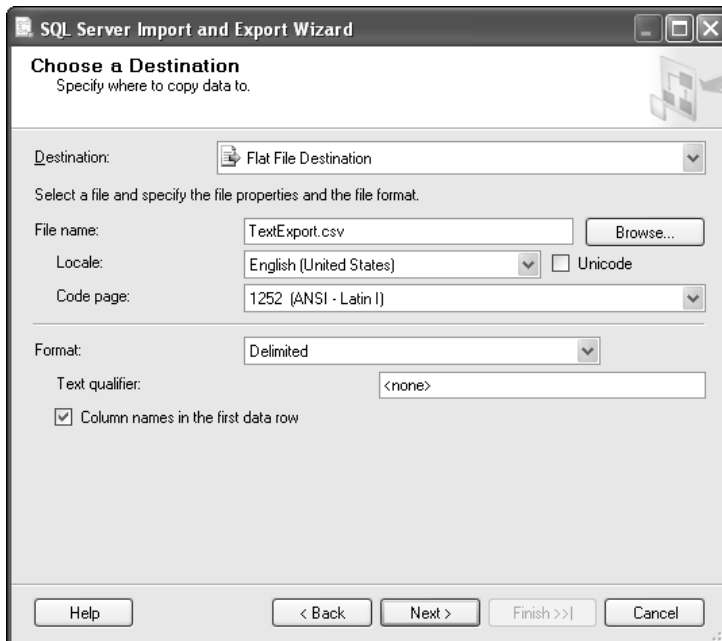 SQL Server Import and Export Wizard
Choose a Destination
Specify where to copy data to.
Destination: Flat File Destination
Select a file and specify the file properties and the file format.
File name: TextExport.csv Browse...
Locale: English (United States) Unicode
Code page: 1252 (ANSI - Latin I)
Format: Delimited
Text qualifier: <none>
Column names in the first data row
Help < Back Next > Finish >>| Cancel